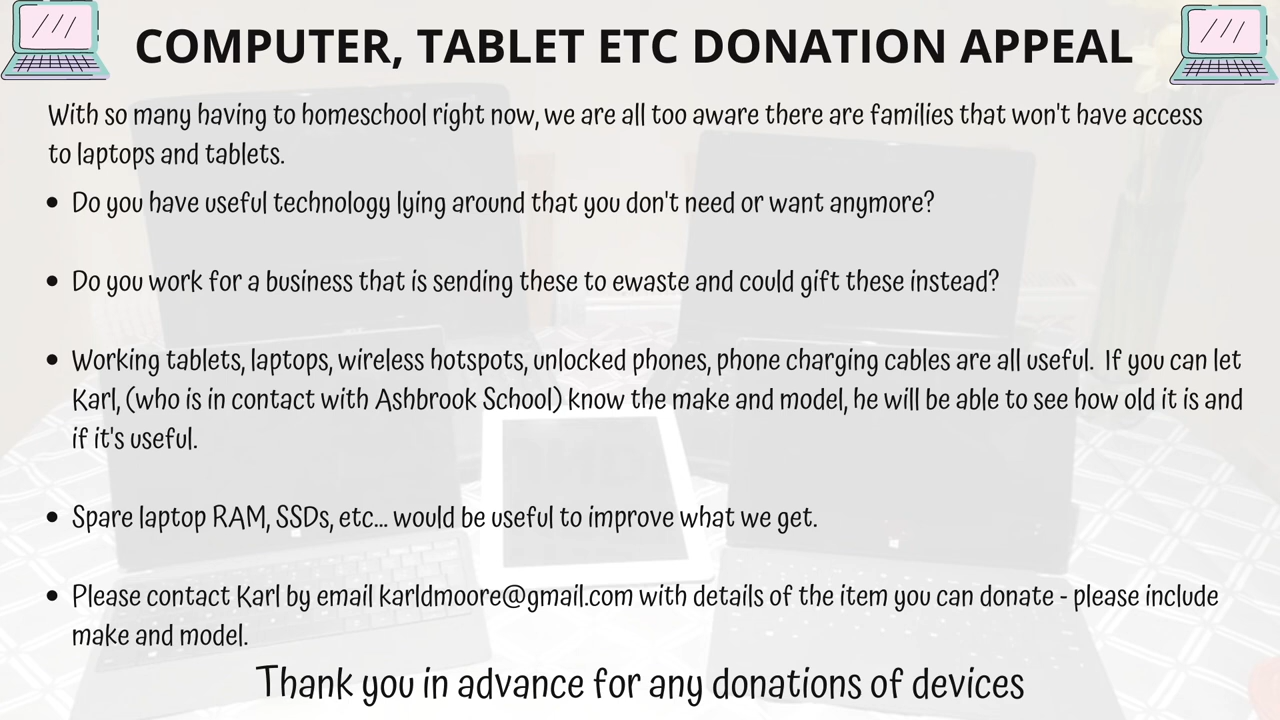 COMPUTER, TABLET ETC DONATION APPEAL
With so many having to homeschool right now, we are all too aware there are families that won't have access
to laptops and tablets.
• Do you have useful technology lying around that you don't need or want anymore?
• Do you work for a business that is sending these to ewaste and could gift these instead?
• Working tablets, laptops, wireless hotspots, unlocked phones, phone charging cables are all useful.  If you can let
Karl, (who is in contact with Ashbrook School) know the make and model, he will be able to see how old it is and
if it's useful.
• Spare laptop RAM, SSDs, etc... would be useful to improve what we get.
• Please contact Karl by email karldmoore@gmail.com with details of the item you can donate - please include
make and model.
Thank you in advance for any donations of devices